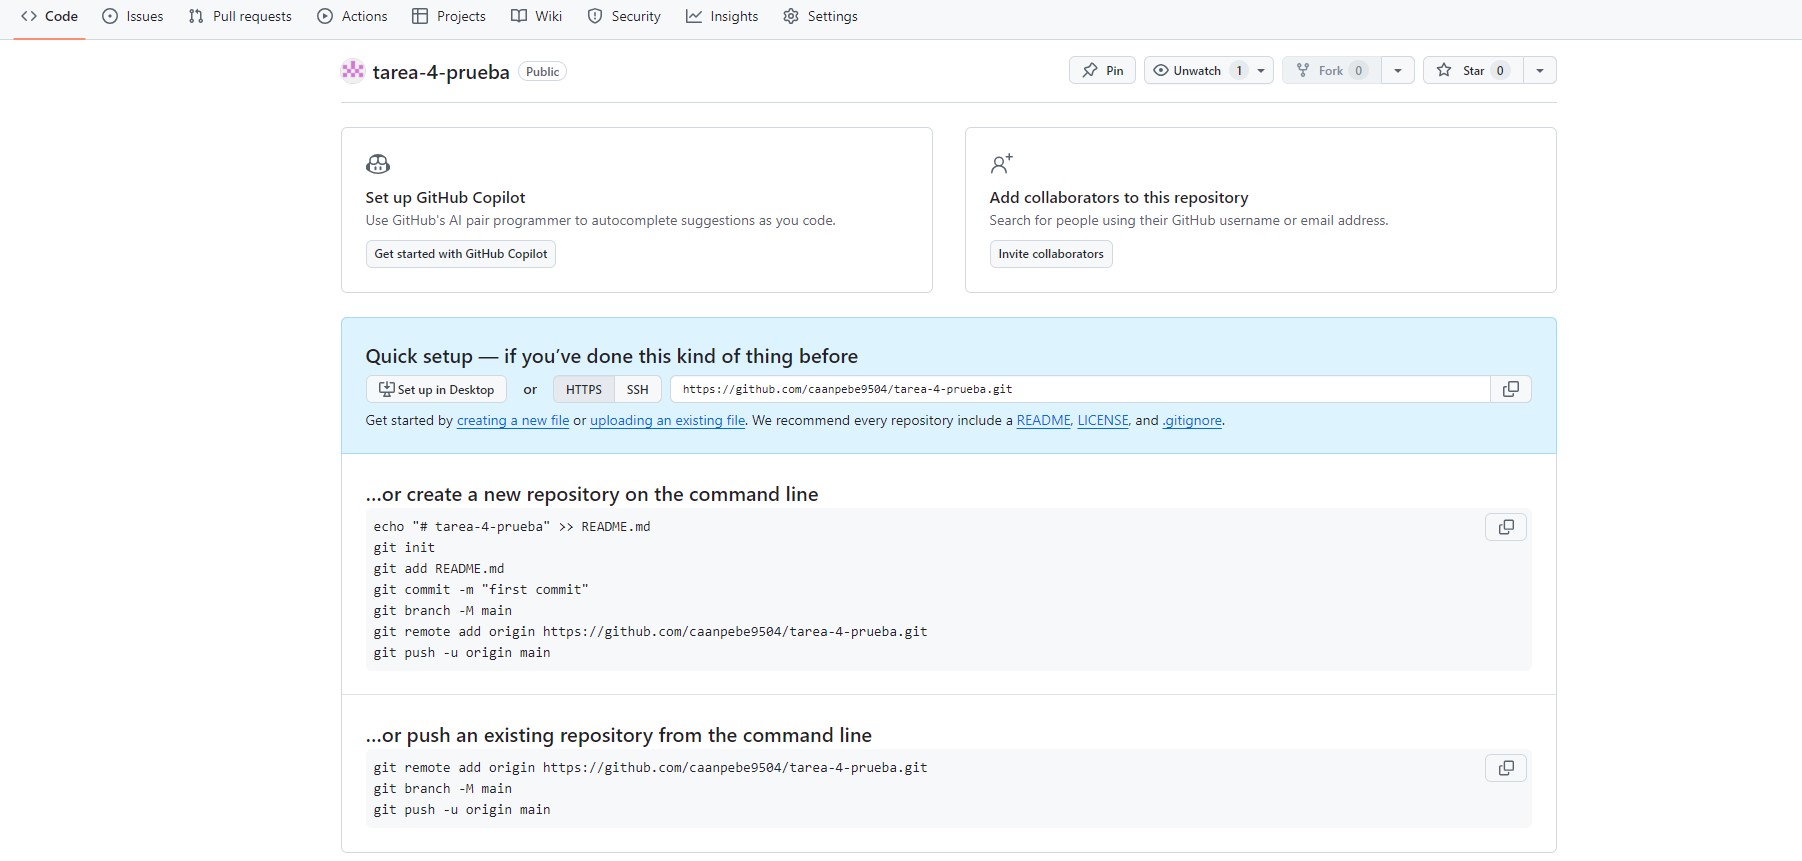 Code Issues Pull requests Actions Projects Wiki Security Insights Settings
tarea-4-prueba Public Pin Unwatch 1 Fork 0 Star 0
Set up GitHub Copilot
Use GitHub's AI pair programmer to autocomplete suggestions as you code.
Get started with GitHub Copilot
Add collaborators to this repository
Search for people using their GitHub username or email address.
Invite collaborators
Quick setup — if you’ve done this kind of thing before
Set up in Desktop or HTTPS SSH https://github.com/caanpebe9504/tarea-4-prueba.git
Get started by creating a new file or uploading an existing file. We recommend every repository include a README, LICENSE, and .gitignore.
…or create a new repository on the command line
echo "# tarea-4-prueba" >> README.md
git init
git add README.md
git commit -m "first commit"
git branch -M main
git remote add origin https://github.com/caanpebe9504/tarea-4-prueba.git
git push -u origin main
…or push an existing repository from the command line
git remote add origin https://github.com/caanpebe9504/tarea-4-prueba.git
git branch -M main
git push -u origin main